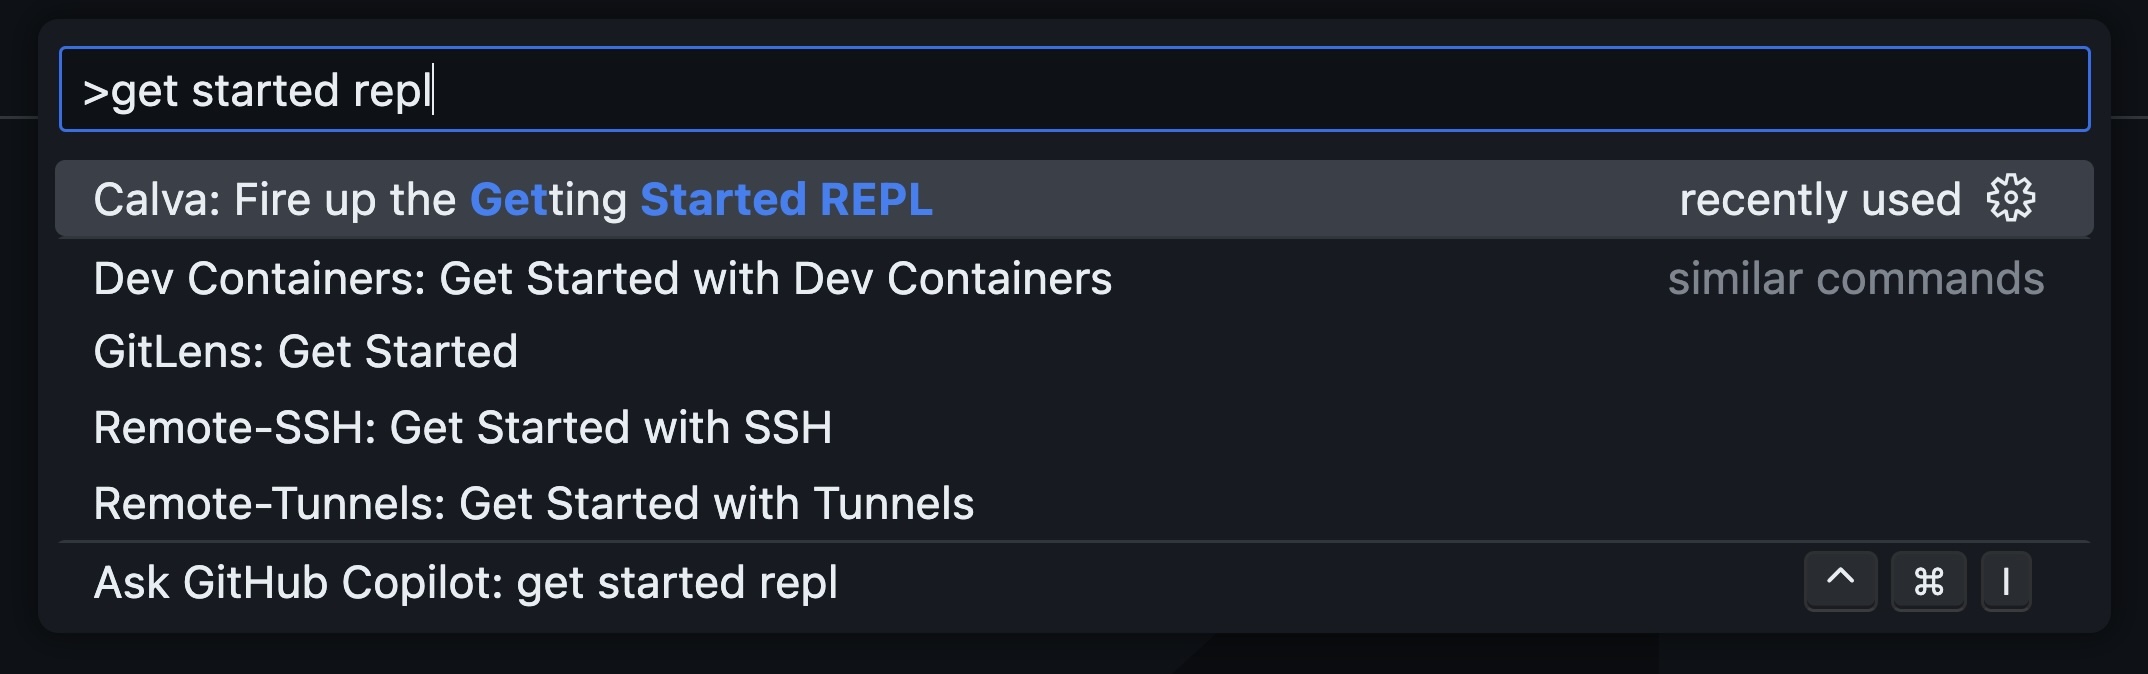 >get started repl
Calva: Fire up the Getting Started REPL recently used
Dev Containers: Get Started with Dev Containers similar commands
GitLens: Get Started
Remote-SSH: Get Started with SSH
Remote-Tunnels: Get Started with Tunnels
Ask GitHub Copilot: get started repl ^ ⌘ I